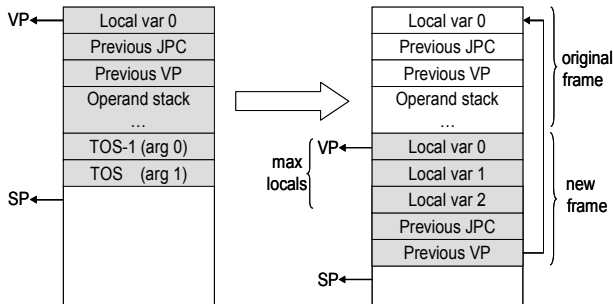 VP
Local var 0
Previous JPC
Previous VP
Operand stack
...
TOS-1 (arg 0)
TOS (arg 1)
SP
Local var 0
Previous JPC
Previous VP
Operand stack
...
original
frame
VP
max
locals
Local var 0
Local var 1
Local var 2
Previous JPC
Previous VP
new
frame
SP